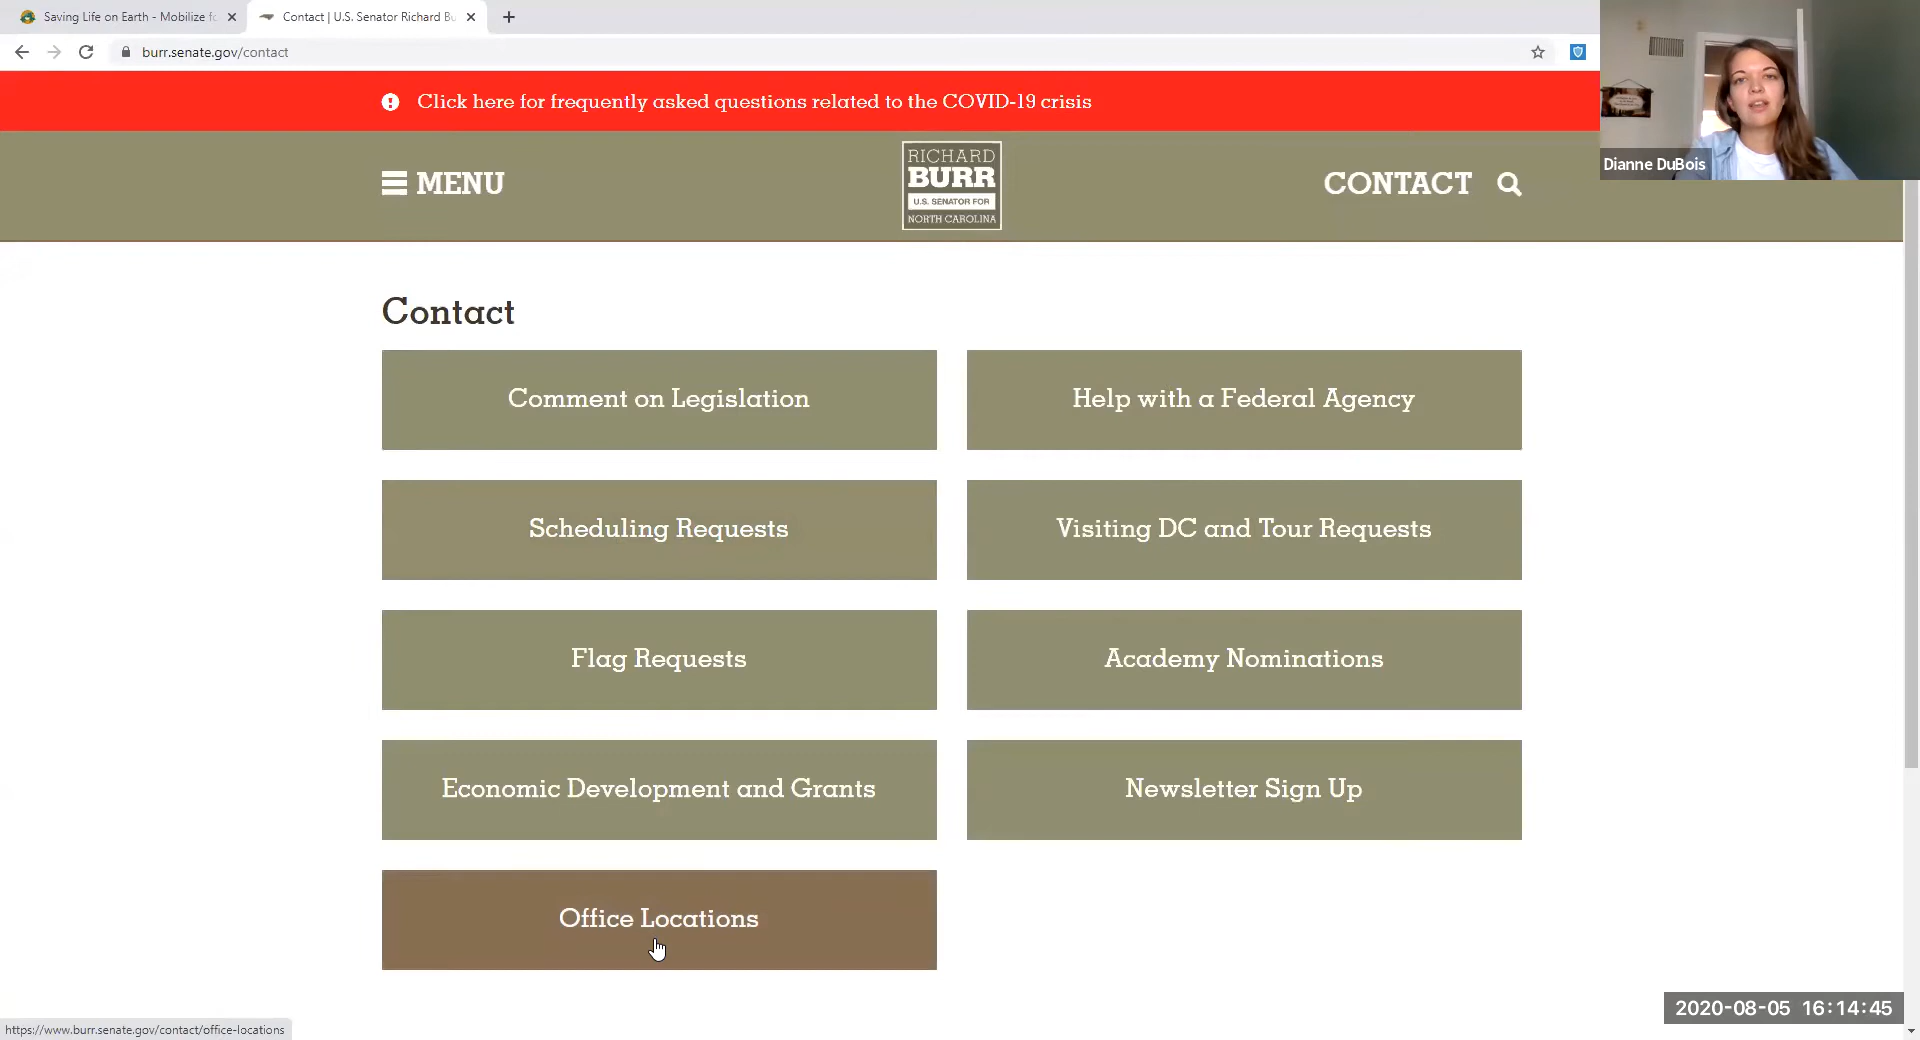 Saving Life on Earth - Mobilize fo
Contact | U.S. Senator Richard Bu
burr.senate.gov/contact
Click here for frequently asked questions related to the COVID-19 crisis
MENU
RICHARD
BURR
U.S. SENATOR FOR
NORTH CAROLINA
CONTACT
Dianne DuBois
Contact
Comment on Legislation
Help with a Federal Agency
Scheduling Requests
Visiting DC and Tour Requests
Flag Requests
Academy Nominations
Economic Development and Grants
Newsletter Sign Up
Office Locations
2020-08-05 16:14:45
https://www.burr.senate.gov/contact/office-locations